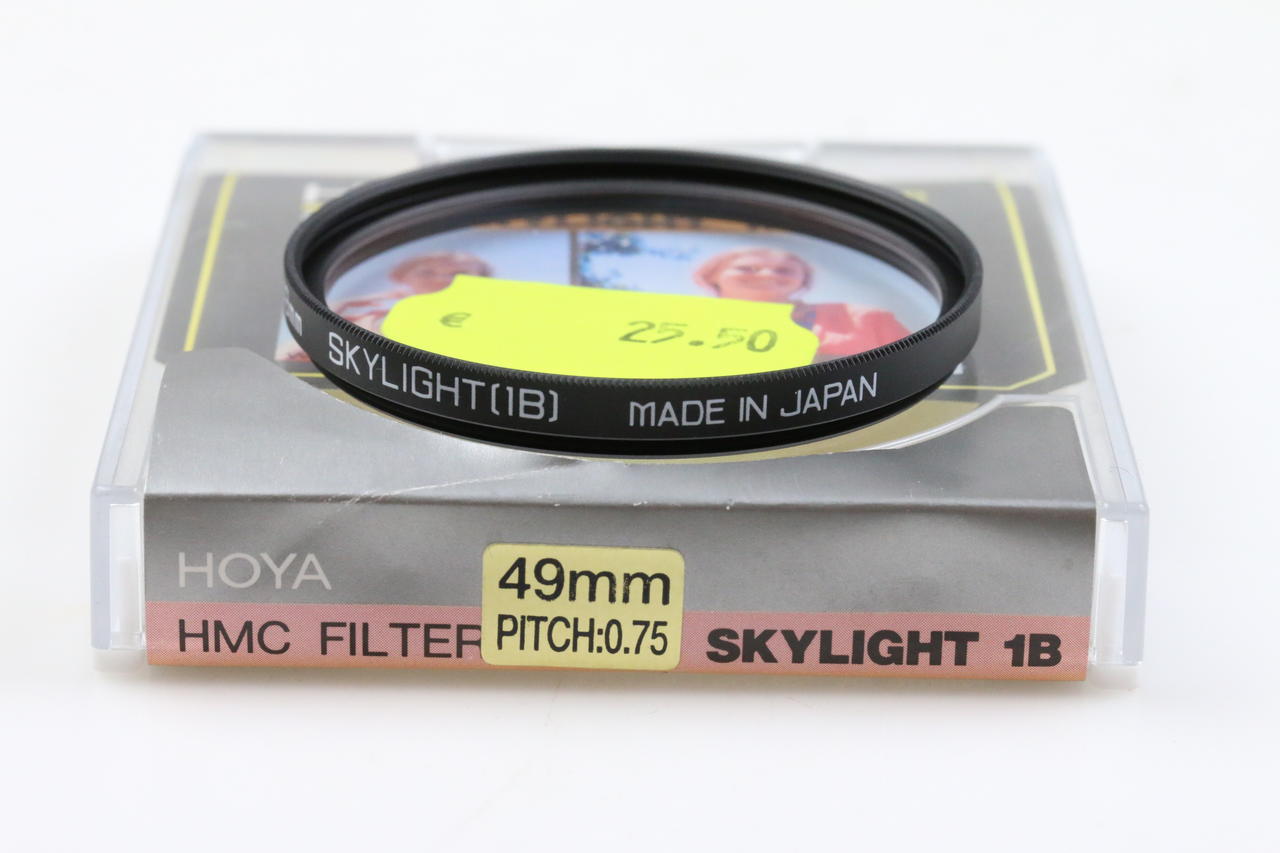 € 25.50
SKYLIGHT(1B) MADE IN JAPAN
HOYA
49mm
PITCH:0.75
HMC FILTER
SKYLIGHT 1B